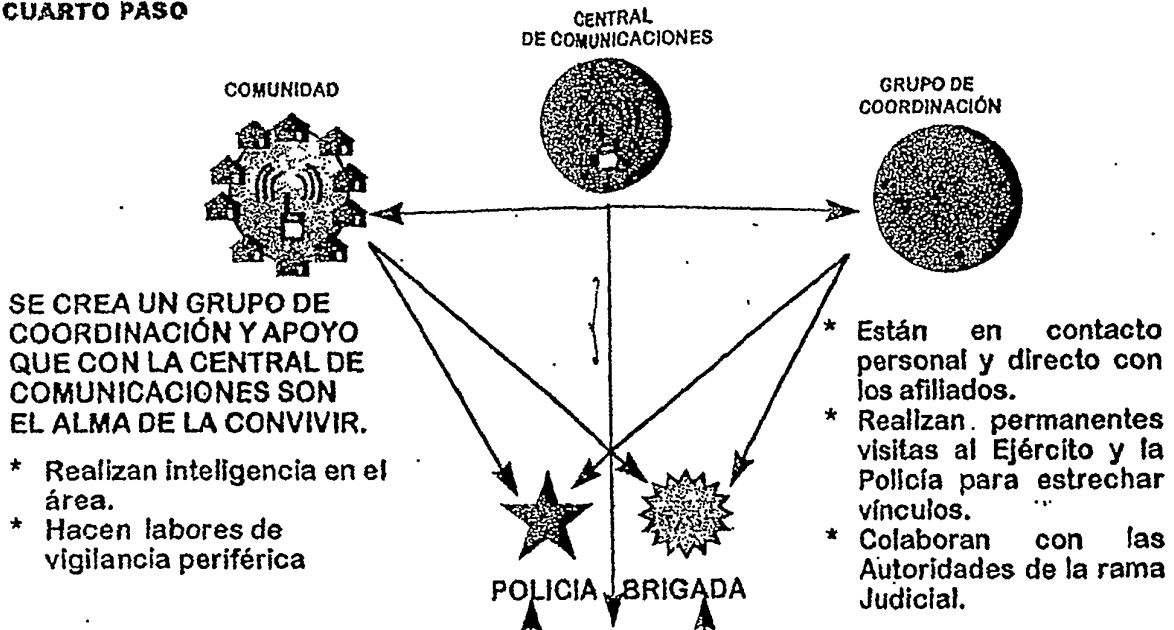 CUARTO PASO
CENTRAL
DE COMUNICACIONES
COMUNIDAD
GRUPO DE
COORDINACIÓN
SE CREA UN GRUPO DE
COORDINACIÓN Y APOYO
QUE CON LA CENTRAL DE
COMUNICACIONES SON
EL ALMA DE LA CONVIVIR.
* Realizan inteligencia en el
área.
* Hacen labores de
vigilancia periférica
* Están en contacto
personal y directo con
los afiliados.
* Realizan permanentes
visitas al Ejército y la
Policía para estrechar
vínculos.
* Colaboran con las
Autoridades de la rama
Judicial.
POLICIA BRIGADA